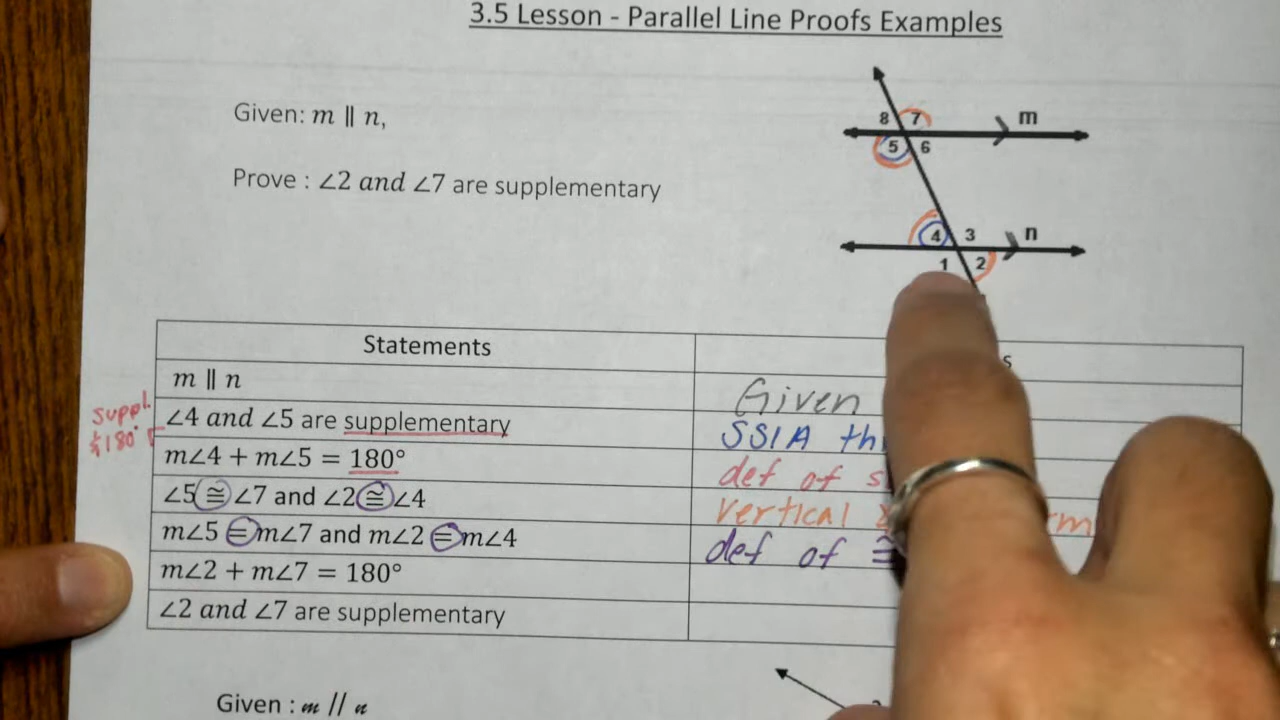 3.5 Lesson - Parallel Line Proofs Examples
Given: m ∥ n,
Prove : ∠2 and ∠7 are supplementary
8 7 m
5 6
4 3 n
1 2
Statements
m ∥ n
Given
suppl.
∠4 and ∠5 are supplementary
SSIA
180°
m∠4 + m∠5 = 180°
def of
∠5 ≅ ∠7 and ∠2 ≅ ∠4
vertical
m∠5 = m∠7 and m∠2 = m∠4
def of ≅
m∠2 + m∠7 = 180°
∠2 and ∠7 are supplementary
Given : m // n